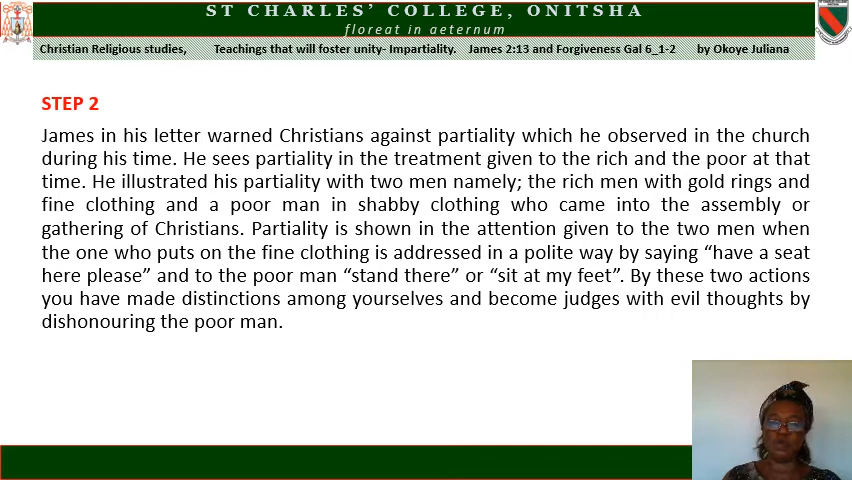 ST CHARLES’ COLLEGE, ONITSHA
floreat in aeternum
Christian Religious studies, Teachings that will foster unity- Impartiality. James 2:13 and Forgiveness Gal 6_1-2 by Okoye Juliana
STEP 2
James in his letter warned Christians against partiality which he observed in the church
during his time. He sees partiality in the treatment given to the rich and the poor at that
time. He illustrated his partiality with two men namely; the rich men with gold rings and
fine clothing and a poor man in shabby clothing who came into the assembly or
gathering of Christians. Partiality is shown in the attention given to the two men when
the one who puts on the fine clothing is addressed in a polite way by saying “have a seat
here please” and to the poor man “stand there” or “sit at my feet”. By these two actions
you have made distinctions among yourselves and become judges with evil thoughts by
dishonouring the poor man.